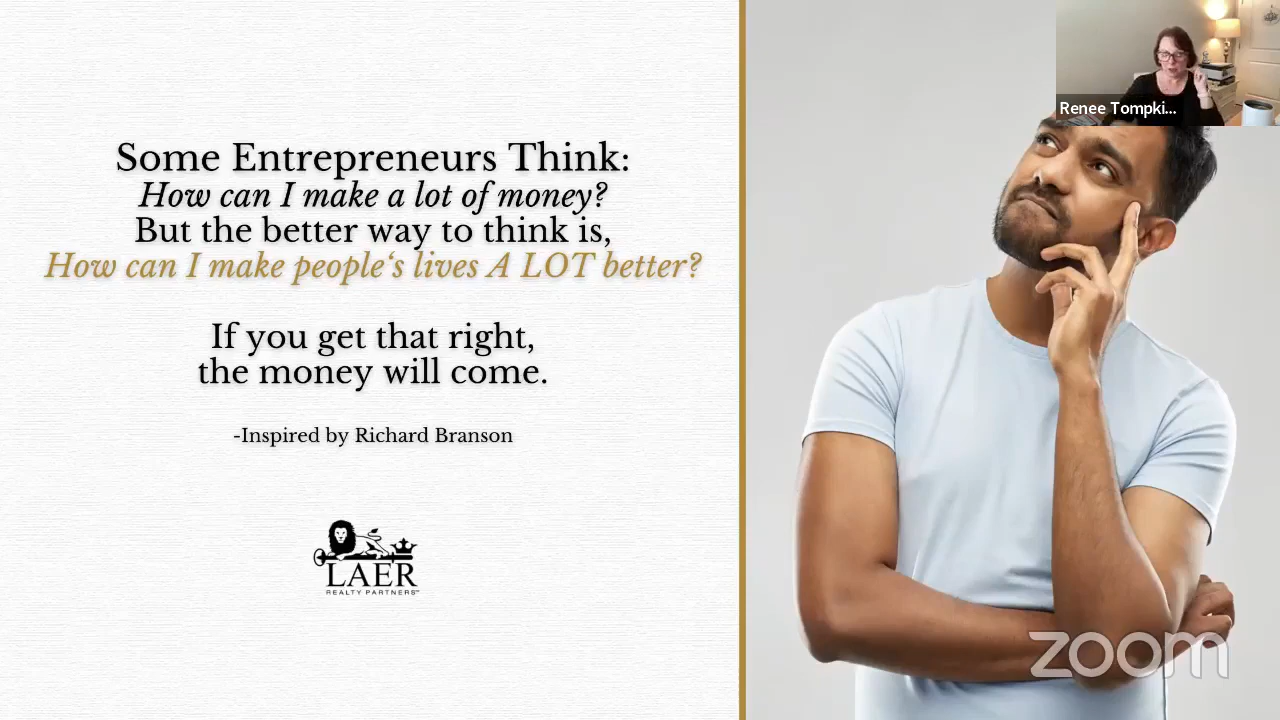 Some Entrepreneurs Think:
How can I make a lot of money?
But the better way to think is,
How can I make people‘s lives A LOT better?
If you get that right,
the money will come.
-Inspired by Richard Branson
LAER
REALTY PARTNERS™
Renee Tompki...
zoom